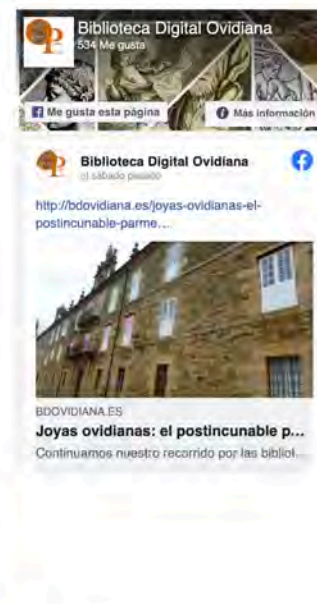 Biblioteca Digital Ovidiana
534 Me gusta
Me gusta esta página
Más información
Biblioteca Digital Ovidiana
el sábado pasado
http://bdovidiana.es/joyas-ovidianas-el-
postincunable-parme…
BDOVIDIANA.ES
Joyas ovidianas: el postincunable p...
Continuamos nuestro recorrido por las bibliot...